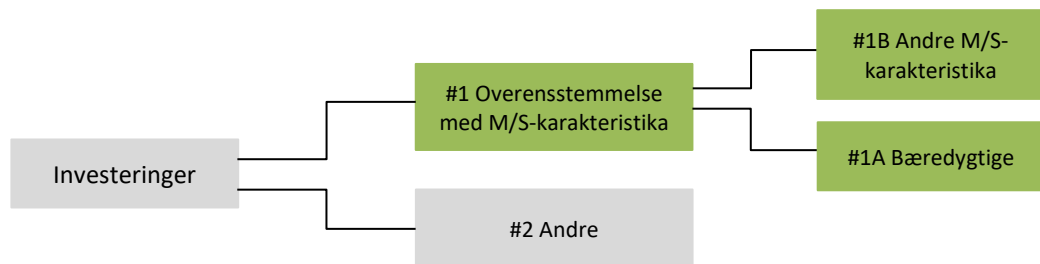 Investeringer
#1 Overensstemmelse
med M/S-karakteristika
#2 Andre
#1B Andre M/S-
karakteristika
#1A Bæredygtige